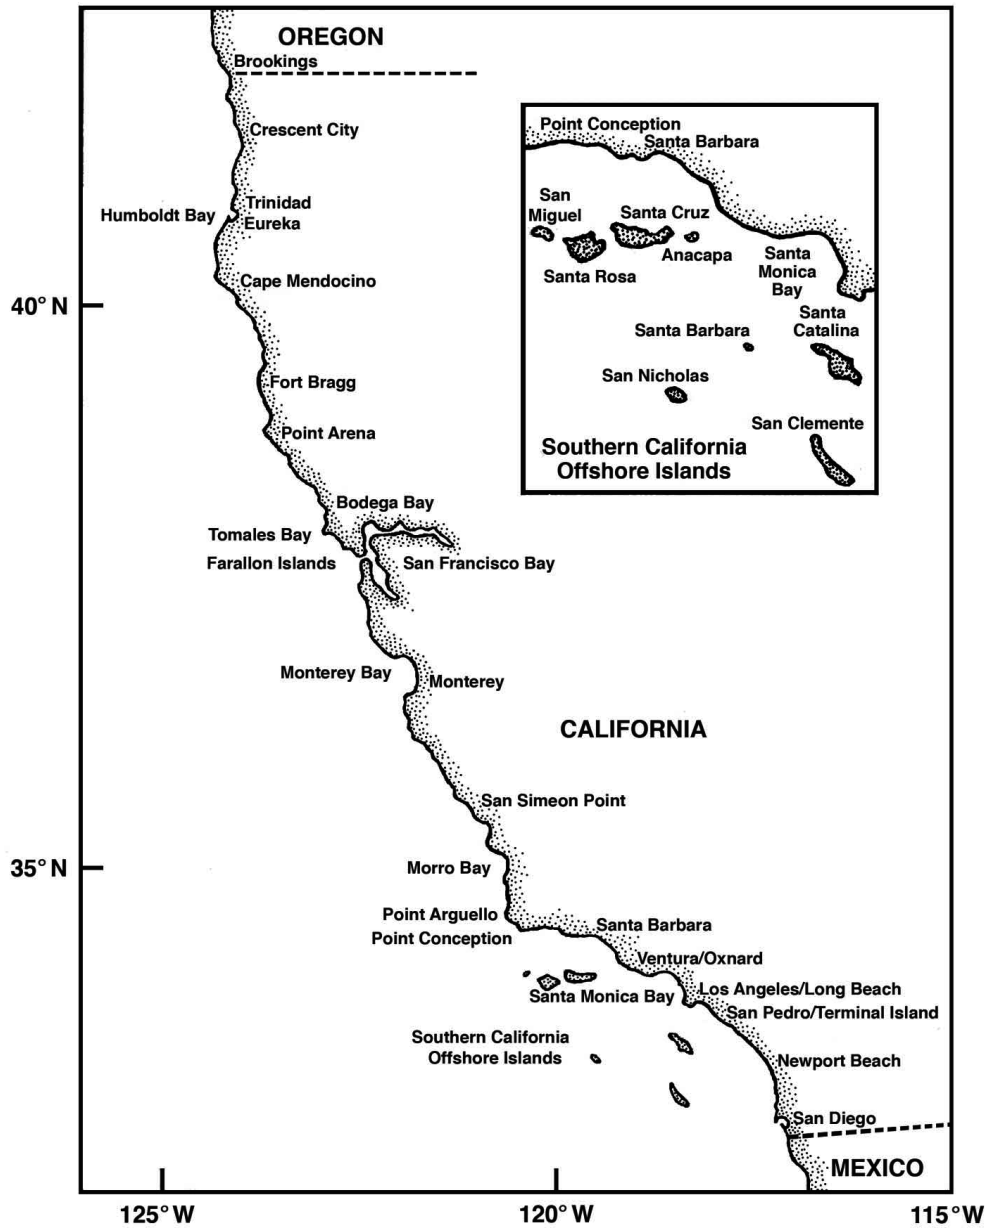 OREGON
Brookings
Crescent City
Trinidad
Humboldt Bay
Eureka
Cape Mendocino
40° N
Fort Bragg
Point Arena
Bodega Bay
Tomales Bay
Farallon Islands
San Francisco Bay
Monterey Bay
Monterey
CALIFORNIA
San Simeon Point
35° N
Morro Bay
Point Arguello
Point Conception
Santa Barbara
Ventura/Oxnard
Santa Monica Bay
Los Angeles/Long Beach
San Pedro/Terminal Island
Southern California
Offshore Islands
Newport Beach
San Diego
MEXICO
125° W
120° W
115° W
Point Conception
Santa Barbara
San
Miguel
Santa Cruz
Anacapa
Santa Rosa
Santa
Monica
Bay
Santa
Catalina
Santa Barbara
San Nicholas
San Clemente
Southern California
Offshore Islands